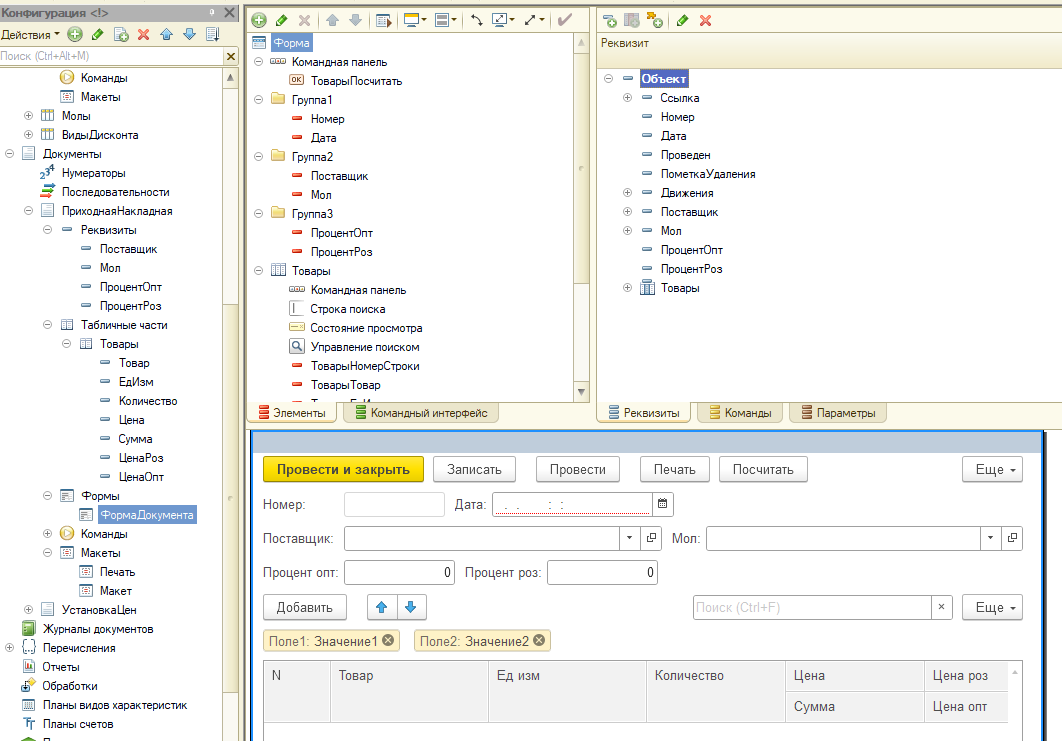 Конфигурация <!>
Действия
Поиск (Ctrl+Alt+M)
Команды
Макеты
Молы
ВидыДисконта
Документы
Нумераторы
Последовательности
ПриходнаяНакладная
Реквизиты
Поставщик
Мол
ПроцентОпт
ПроцентРоз
Табличные части
Товары
Товар
ЕдИзм
Количество
Цена
Сумма
ЦенаРоз
ЦенаОпт
Формы
ФормаДокумента
Команды
Макеты
Печать
Макет
УстановкаЦен
Журналы документов
Перечисления
Отчеты
Обработки
Планы видов характеристик
Планы счетов
Форма
Командная панель
OK ТоварыПосчитать
Группа1
Номер
Дата
Группа2
Поставщик
Мол
Группа3
ПроцентОпт
ПроцентРоз
Товары
Командная панель
Строка поиска
Состояние просмотра
Управление поиском
ТоварыНомерСтроки
ТоварыТовар
Элементы Командный интерфейс
Реквизит
Объект
Ссылка
Номер
Дата
Проведен
ПометкаУдаления
Движения
Поставщик
Мол
ПроцентОпт
ПроцентРоз
Товары
Реквизиты Команды Параметры
Провести и закрыть Записать Провести Печать Посчитать Еще
Номер: Дата: . . : :
Поставщик: Мол:
Процент опт: 0 Процент роз: 0
Добавить Поиск (Ctrl+F) × Еще
Поле1: Значение1 Поле2: Значение2
N Товар Ед изм Количество Цена Цена роз
Сумма Цена опт